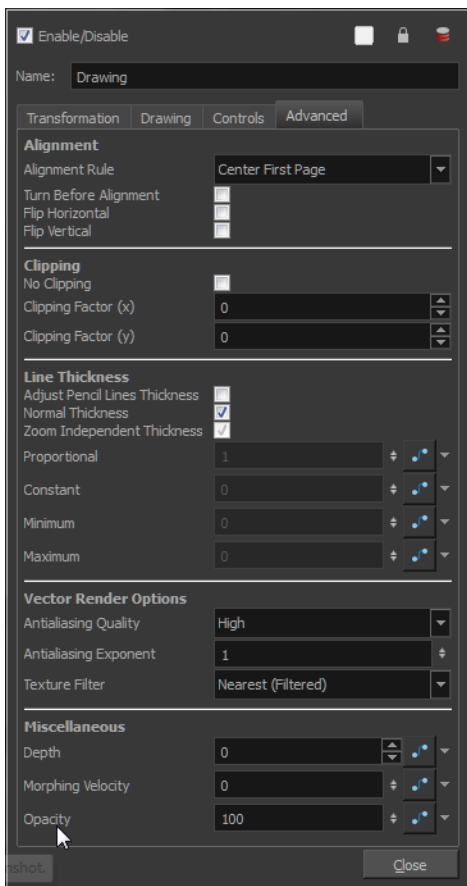 Enable/Disable
Name: Drawing
Transformation Drawing Controls Advanced
Alignment
Alignment Rule Center First Page
Turn Before Alignment
Flip Horizontal
Flip Vertical
Clipping
No Clipping
Clipping Factor (x) 0
Clipping Factor (y) 0
Line Thickness
Adjust Pencil Lines Thickness
Normal Thickness
Zoom Independent Thickness
Proportional 1
Constant 0
Minimum 0
Maximum 0
Vector Render Options
Antialiasing Quality High
Antialiasing Exponent 1
Texture Filter Nearest (Filtered)
Miscellaneous
Depth 0
Morphing Velocity 0
Opacity 100
nshot.
Close